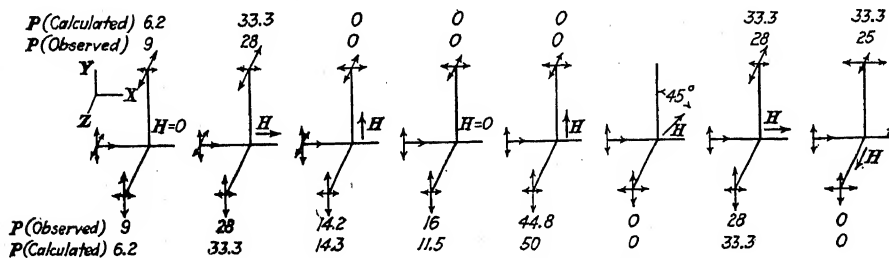 P(Calculated) 6.2 33.3 0 0 0 33.3 33.3
P(Observed) 9 28 0 0 0 28 25
Y
X
Z
45°
H=0 H H H=0 H H H H
P(Observed) 9 28 14.2 16 44.8 0 28 0
P(Calculated) 6.2 33.3 14.3 11.5 50 0 33.3 0